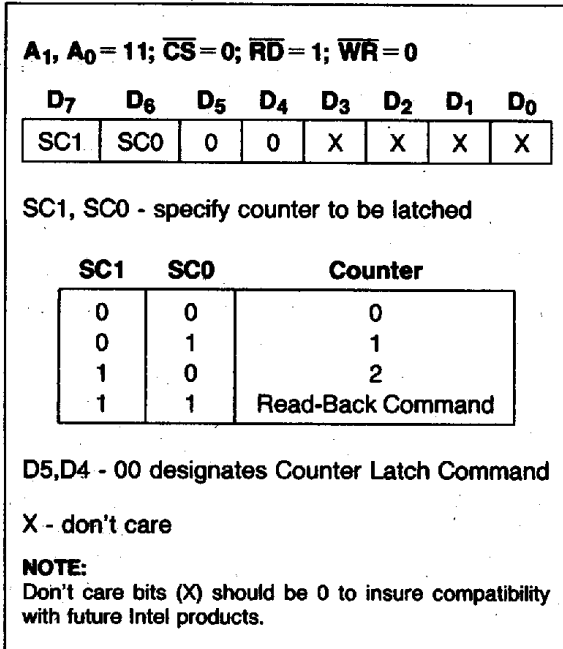 A1, A0 = 11; C̅S̅ = 0; R̅D̅ = 1; W̅R̅ = 0
D7 D6 D5 D4 D3 D2 D1 D0
SC1 SC0 0 0 X X X X
SC1, SC0 - specify counter to be latched
SC1 SC0 Counter
0 0 0
0 1 1
1 0 2
1 1 Read-Back Command
D5,D4 - 00 designates Counter Latch Command
X - don't care
NOTE:
Don't care bits (X) should be 0 to insure compatibility
with future Intel products.